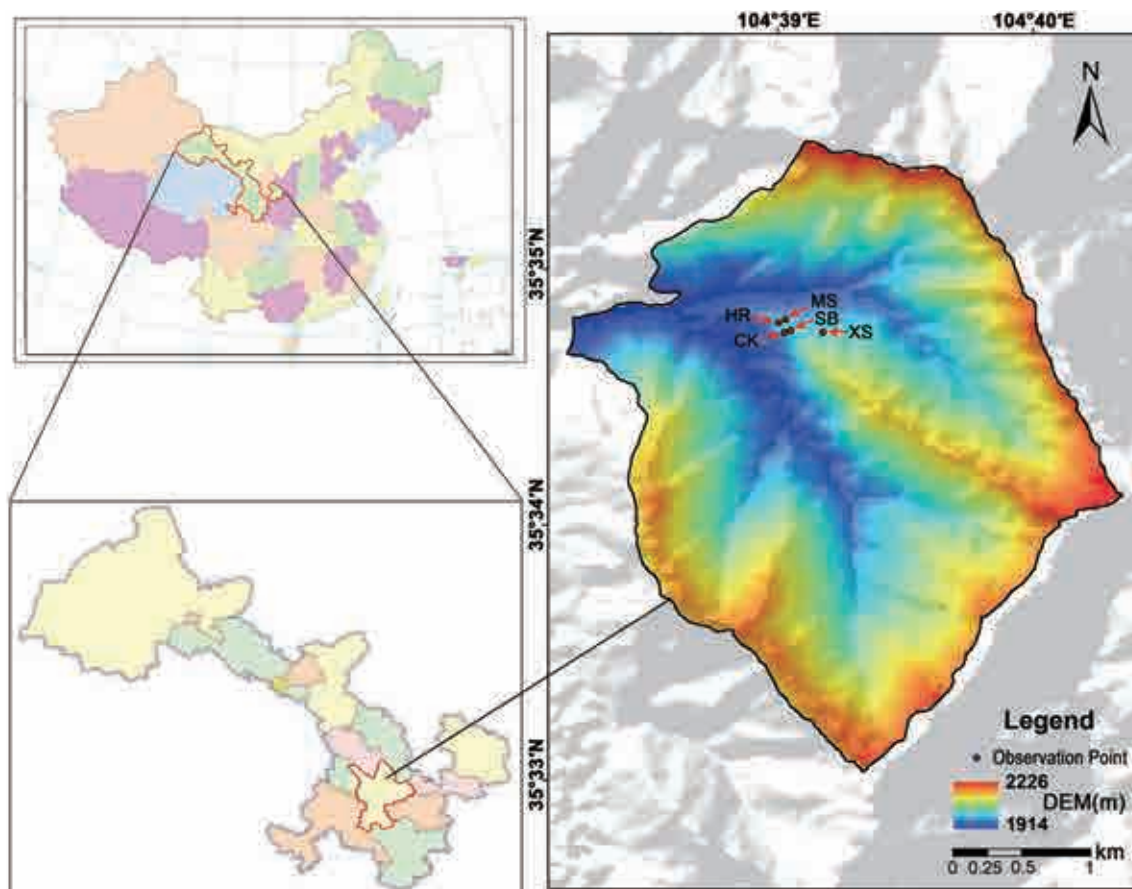 104°39'E
104°40'E
N
35°35'N
MS
HR
SB
CK
XS
35°34'N
35°33'N
Legend
Observation Point
2226
DEM(m)
1914
km
0 0.25 0.5 1